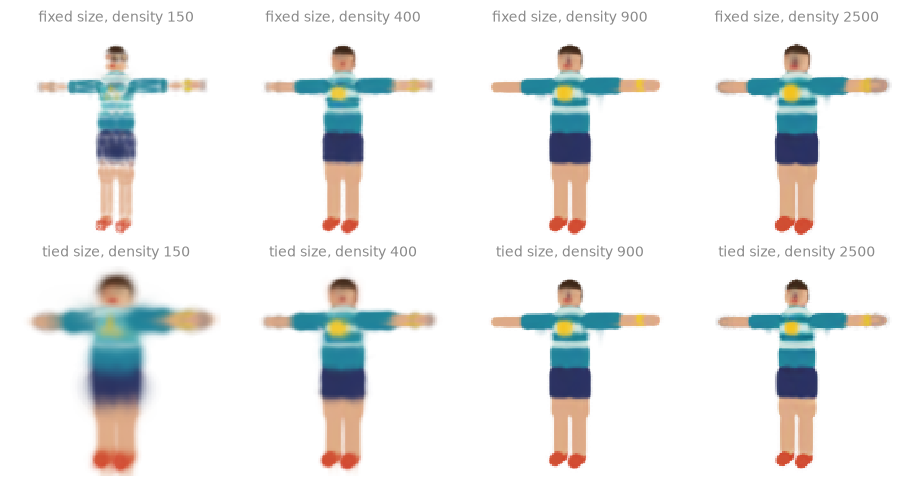 fixed size, density 150
fixed size, density 400
fixed size, density 900
fixed size, density 2500
tied size, density 150
tied size, density 400
tied size, density 900
tied size, density 2500